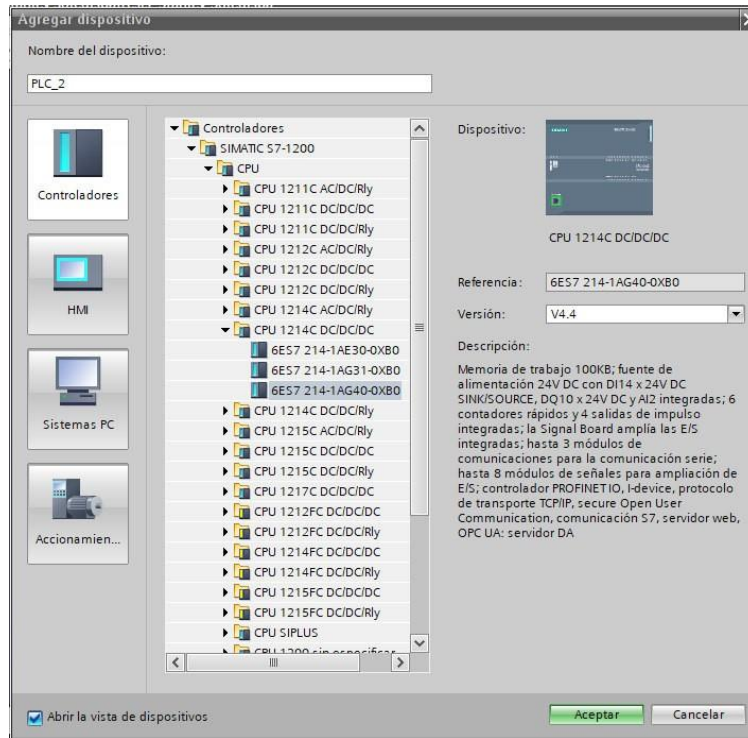 Agregar dispositivo
Nombre del dispositivo:
PLC_2
Controladores
HMI
Sistemas PC
Accionamien...
Controladores
SIMATIC S7-1200
CPU
CPU 1211C AC/DC/Rly
CPU 1211C DC/DC/DC
CPU 1211C DC/DC/Rly
CPU 1212C AC/DC/Rly
CPU 1212C DC/DC/DC
CPU 1212C DC/DC/Rly
CPU 1214C AC/DC/Rly
CPU 1214C DC/DC/DC
6ES7 214-1AE30-0XB0
6ES7 214-1AG31-0XB0
6ES7 214-1AG40-0XB0
CPU 1214C DC/DC/Rly
CPU 1215C AC/DC/Rly
CPU 1215C DC/DC/DC
CPU 1215C DC/DC/Rly
CPU 1217C DC/DC/DC
CPU 1212FC DC/DC/DC
CPU 1212FC DC/DC/Rly
CPU 1214FC DC/DC/DC
CPU 1214FC DC/DC/Rly
CPU 1215FC DC/DC/DC
CPU 1215FC DC/DC/Rly
CPU SIPLUS
CPU 1200 sin especificar
Dispositivo:
CPU 1214C DC/DC/DC
Referencia: 6ES7 214-1AG40-0XB0
Versión: V4.4
Descripción:
Memoria de trabajo 100KB; fuente de
alimentación 24V DC con DI14 x 24V DC
SINK/SOURCE, DQ10 x 24V DC y AI2 integradas; 6
contadores rápidos y 4 salidas de impulso
integradas; la Signal Board amplía las E/S
integradas; hasta 3 módulos de
comunicaciones para la comunicación serie;
hasta 8 módulos de señales para ampliación de
E/S; controlador PROFINET IO, I-device, protocolo
de transporte TCP/IP, secure Open User
Communication, comunicación S7, servidor web,
OPC UA: servidor DA
Abrir la vista de dispositivos
Aceptar
Cancelar